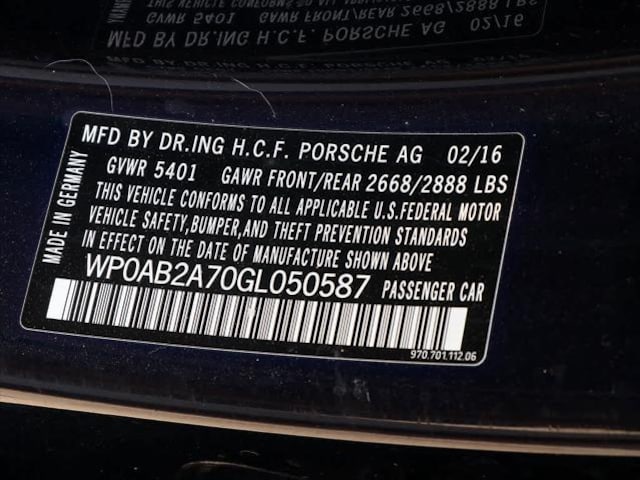 MFD BY DR.ING H.C.F. PORSCHE AG 02/16
GVWR 5401 GAWR FRONT/REAR 2668/2888 LBS
THIS VEHICLE CONFORMS TO ALL APPLICABLE U.S.FEDERAL MOTOR
VEHICLE SAFETY,BUMPER,AND THEFT PREVENTION STANDARDS
IN EFFECT ON THE DATE OF MANUFACTURE SHOWN ABOVE.
WP0AB2A70GL050587 PASSENGER CAR
970.701.112.06
MADE IN GERMANY